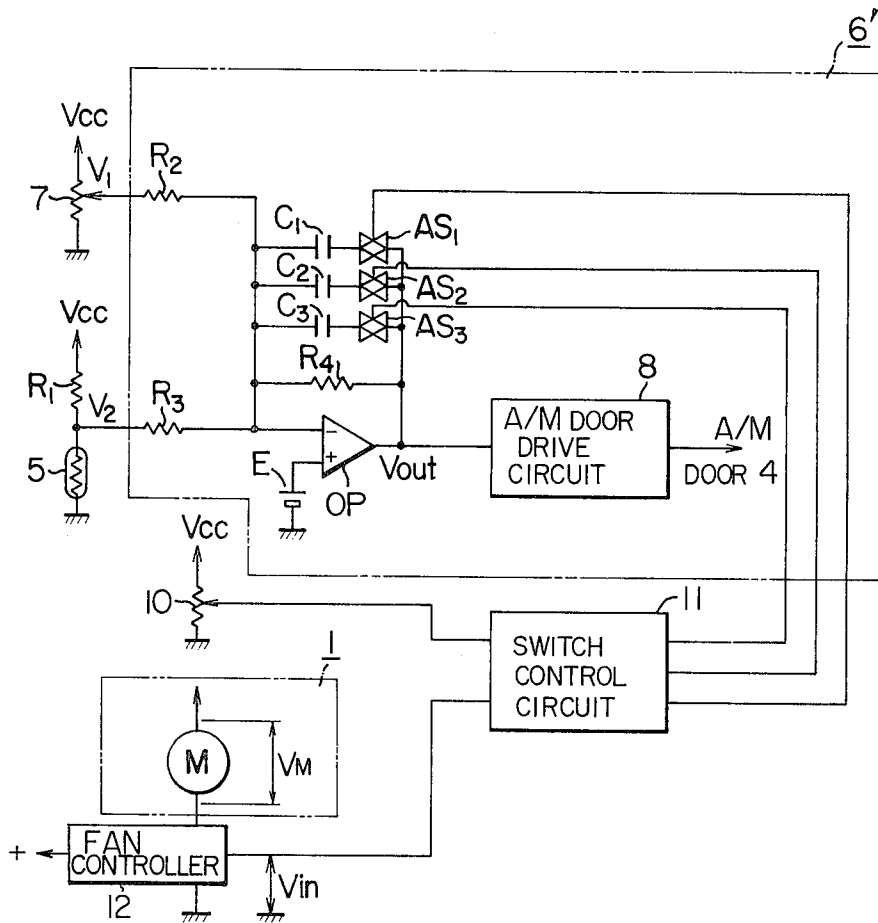 6'
Vcc
V1
R2
7
C1
AS1
C2
AS2
C3
AS3
Vcc
R4
R1
V2
R3
8
5
A/M DOOR
DRIVE
CIRCUIT
A/M
DOOR 4
E
OP
Vout
Vcc
10
11
SWITCH
CONTROL
CIRCUIT
1
M
VM
+
FAN
CONTROLLER
12
Vin